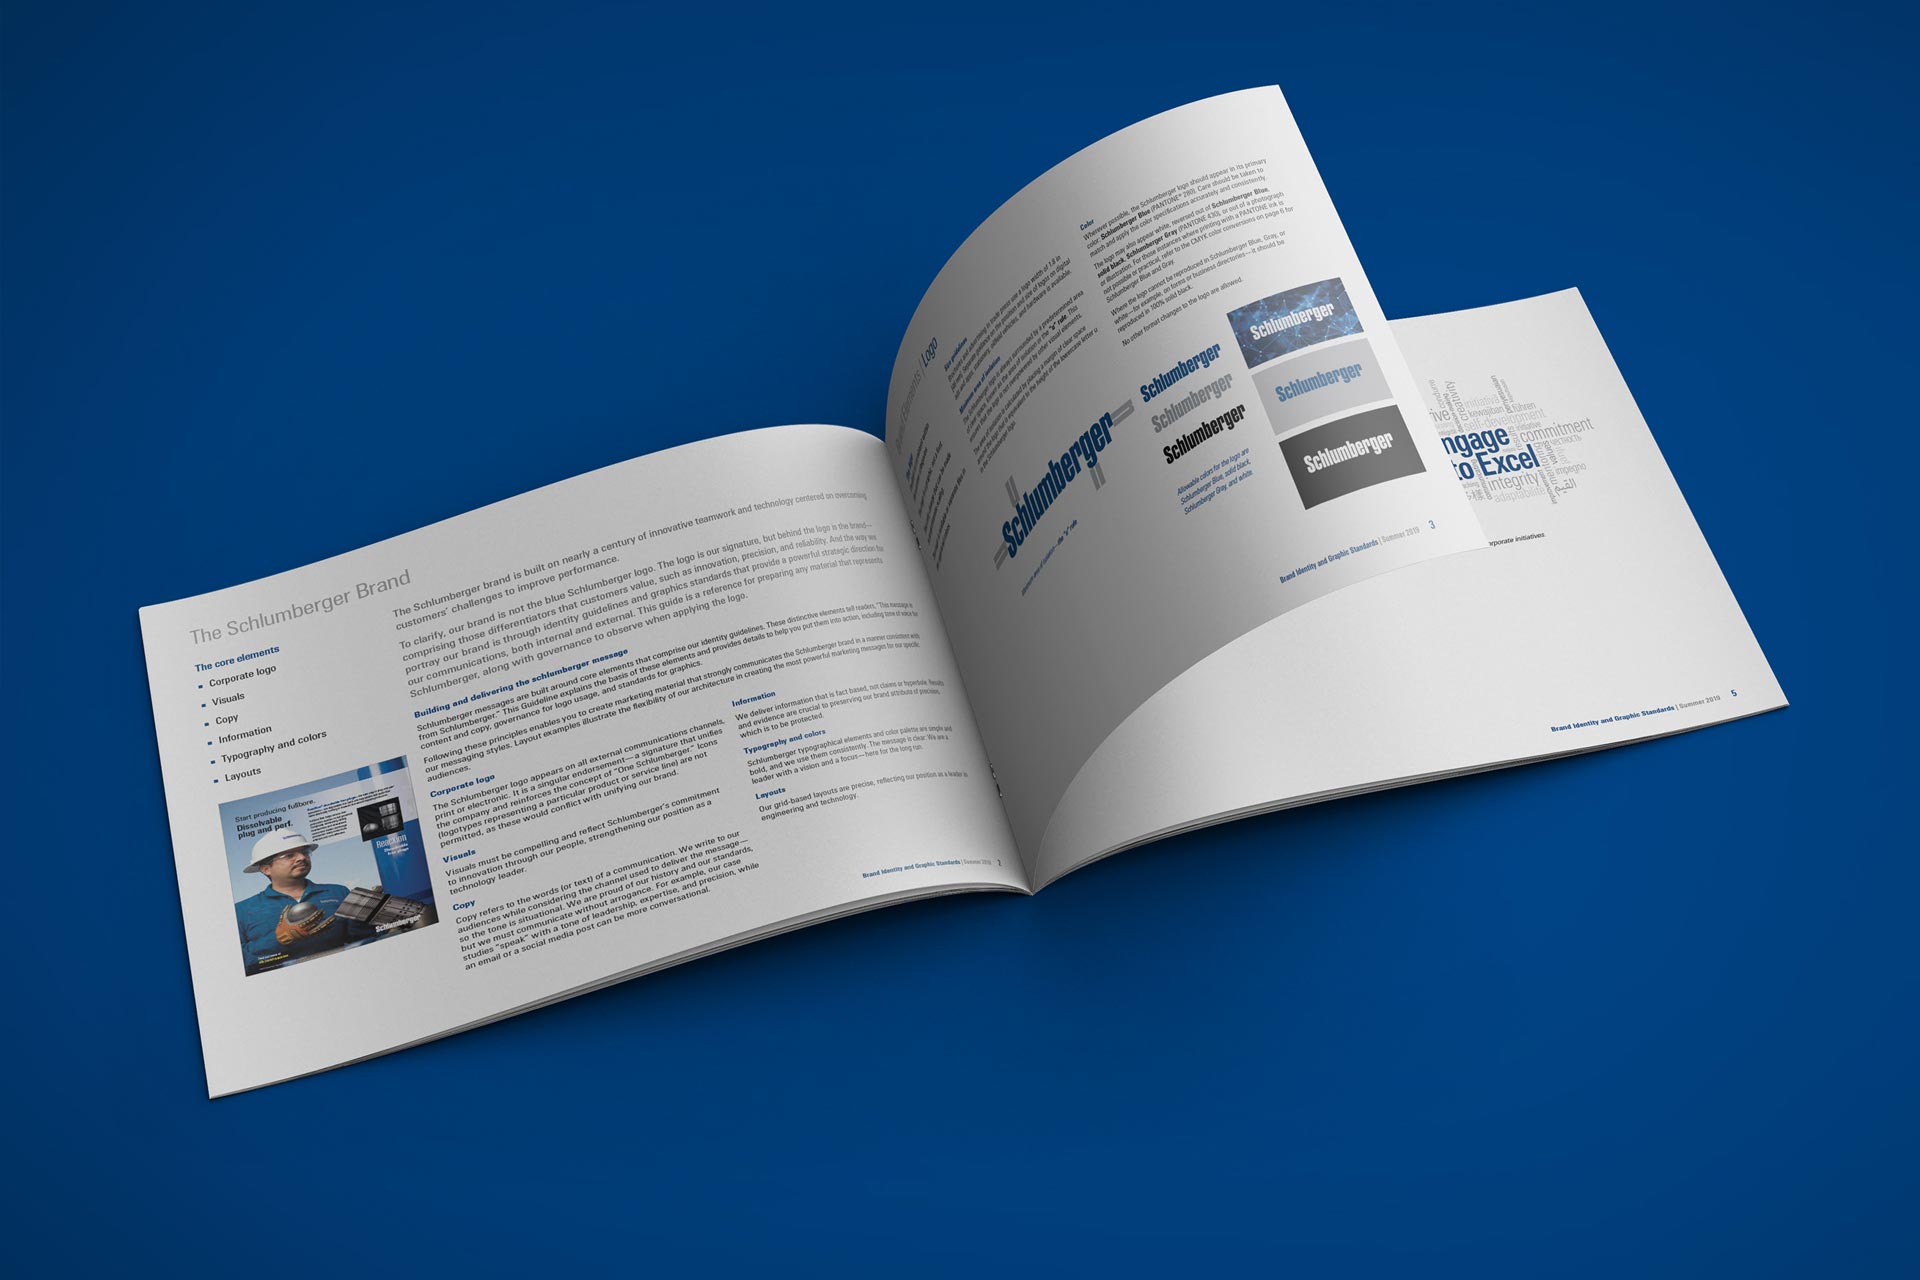 The Schlumberger Brand
The core elements
Corporate logo
Visuals
Copy
Information
Typography and colors
Layouts
Start producing fullbore.
Dissolvable
plug and perf.
Schlumberger
The Schlumberger brand is built on nearly a century of innovative teamwork and technology centered on overcoming
customers' challenges to improve performance.
To clarify, our brand is not the blue Schlumberger logo. The logo is our signature, but behind the logo is the brand—
comprising those differentiators that customers value, such as innovation, precision, and reliability. And the way we
portray our brand is through identity guidelines and graphics standards that provide a powerful strategic direction for
our communications, both internal and external. This guide is a reference for preparing any material that represents
Schlumberger, along with governance to observe when applying the logo.
Building and delivering the schlumberger message
Schlumberger messages are built around core elements that comprise our identity guidelines. These distinctive elements tell readers, "This message is
from Schlumberger." This Guideline explains the basis of these elements and provides details to help you put them into action, including tone of voice for
content and copy, governance for logo usage, and standards for graphics.
Following these principles enables you to create marketing material that strongly communicates the Schlumberger brand in a manner consistent with
our messaging styles. Layout examples illustrate the flexibility of our architecture in creating the most powerful marketing messages for our specific
audiences.
Corporate logo
The Schlumberger logo appears on all external communications channels,
print or electronic. It is a singular endorsement—a signature that unifies
the company and reinforces the concept of "One Schlumberger." Icons
(logotypes representing a particular product or service line) are not
permitted, as these would conflict with unifying our brand.
Visuals
Visuals must be compelling and reflect Schlumberger's commitment
to innovation through our people, strengthening our position as a
technology leader.
Copy
Copy refers to the words (or text) of a communication. We write to our
audiences while considering the channel used to deliver the message—
so the tone is situational. We are proud of our history and our standards,
but we must communicate without arrogance. For example, our case
studies "speak" with a tone of leadership, expertise, and precision, while
an email or a social media post can be more conversational.
Information
We deliver information that is fact based, not claims or hyperbole. Results
and evidence are crucial to preserving our brand attribute of precision,
which is to be protected.
Typography and colors
Schlumberger typographical elements and color palette are simple and
bold, and we use them consistently. The message is clear: We are a
leader with a vision and a focus—here for the long run.
Layouts
Our grid-based layouts are precise, reflecting our position as a leader in
engineering and technology.
Brand Identity and Graphic Standards | Summer 2019 2
Elements | Logo
Size guidelines
Minimum area of isolation
Schlumberger
Color
Wherever possible, the Schlumberger logo should appear in its primary
color: Schlumberger Blue (PANTONE® 280). Care should be taken to
match and apply the color specifications accurately and consistently.
The logo may also appear white, reversed out of Schlumberger Blue,
solid black, Schlumberger Gray (PANTONE 430), or out of a photograph
or illustration. For those instances where printing with a PANTONE ink is
not possible or practical, refer to the CMYK color conversions on page 6 for
Schlumberger Blue and Gray.
Where the logo cannot be reproduced in Schlumberger Blue, Gray, or
white—for example, on forms or business directories—it should be
reproduced in 100% solid black.
No other format changes to the logo are allowed.
Schlumberger
Schlumberger
Schlumberger
Allowable colors for the logo are
Schlumberger Blue, solid black,
Schlumberger Gray, and white.
Schlumberger
Schlumberger
Schlumberger
Brand Identity and Graphic Standards | Summer 2019 3
creativity
initiative
kewajiban
führen
self-development
commitment
ngage
to Excel
integrity
mentoring
values
impegno
adaptability
orporate initiatives
Brand Identity and Graphic Standards | Summer 2019 5